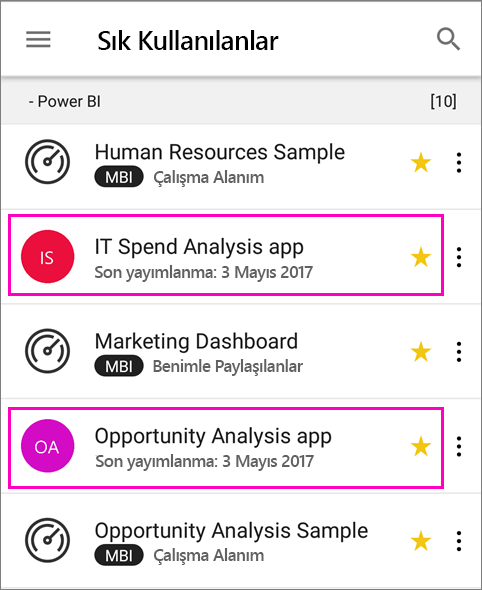 Sık Kullanılanlar
- Power BI [10]
Human Resources Sample
MBI Çalışma Alanım
IS IT Spend Analysis app
Son yayımlanma: 3 Mayıs 2017
Marketing Dashboard
MBI Benimle Paylaşılanlar
OA Opportunity Analysis app
Son yayımlanma: 3 Mayıs 2017
Opportunity Analysis Sample
MBI Çalışma Alanım